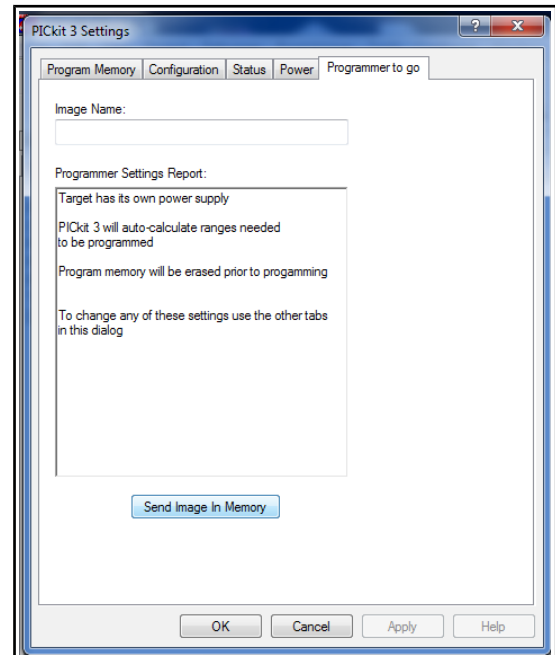 PICkit 3 Settings
Program Memory
Configuration
Status
Power
Programmer to go
Image Name:
Programmer Settings Report:
Target has its own power supply
PICkit 3 will auto-calculate ranges needed
to be programmed
Program memory will be erased prior to progamming
To change any of these settings use the other tabs
in this dialog
Send Image In Memory
OK
Cancel
Apply
Help